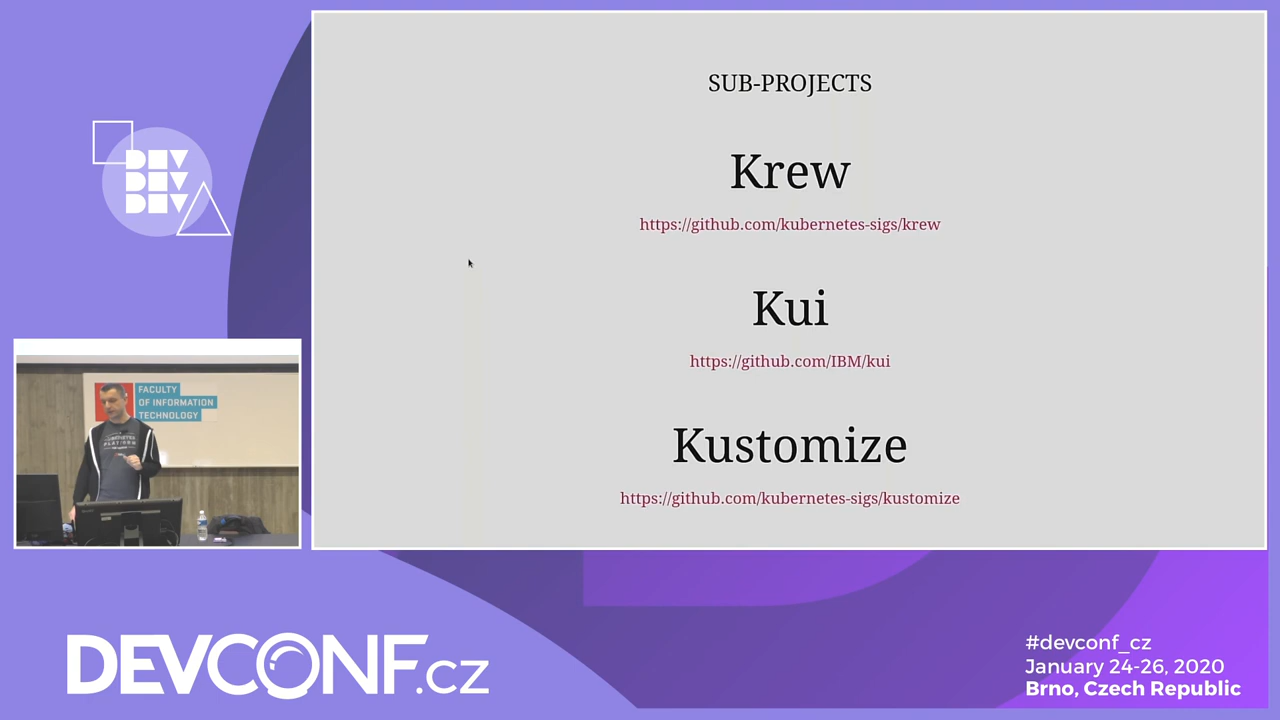 SUB-PROJECTS
Krew
https://github.com/kubernetes-sigs/krew
Kui
https://github.com/IBM/kui
Kustomize
https://github.com/kubernetes-sigs/kustomize
DEV
DEV
DEV
FACULTY
OF INFORMATION
TECHNOLOGY
DEVCONF.cz
#devconf_cz
January 24-26, 2020
Brno, Czech Republic